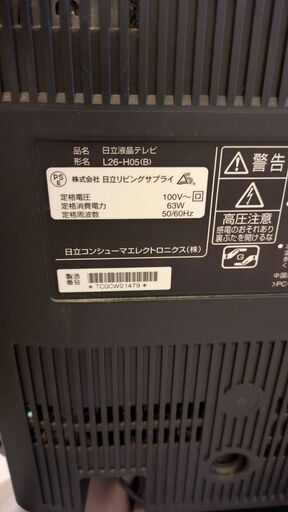 品名 日立液晶テレビ
形名 L26-H05(B)
PS
E
株式会社 日立リビングサプライ
定格電圧 100V~
定格消費電力 63W
定格周波数 50/60Hz
日立コンシューマエレクトロニクス(株)
製造
番号
* TC0CW01479 *
警告
高圧注意
感電のおそれあり
裏ぶたを開けるな
G
中国
>PC